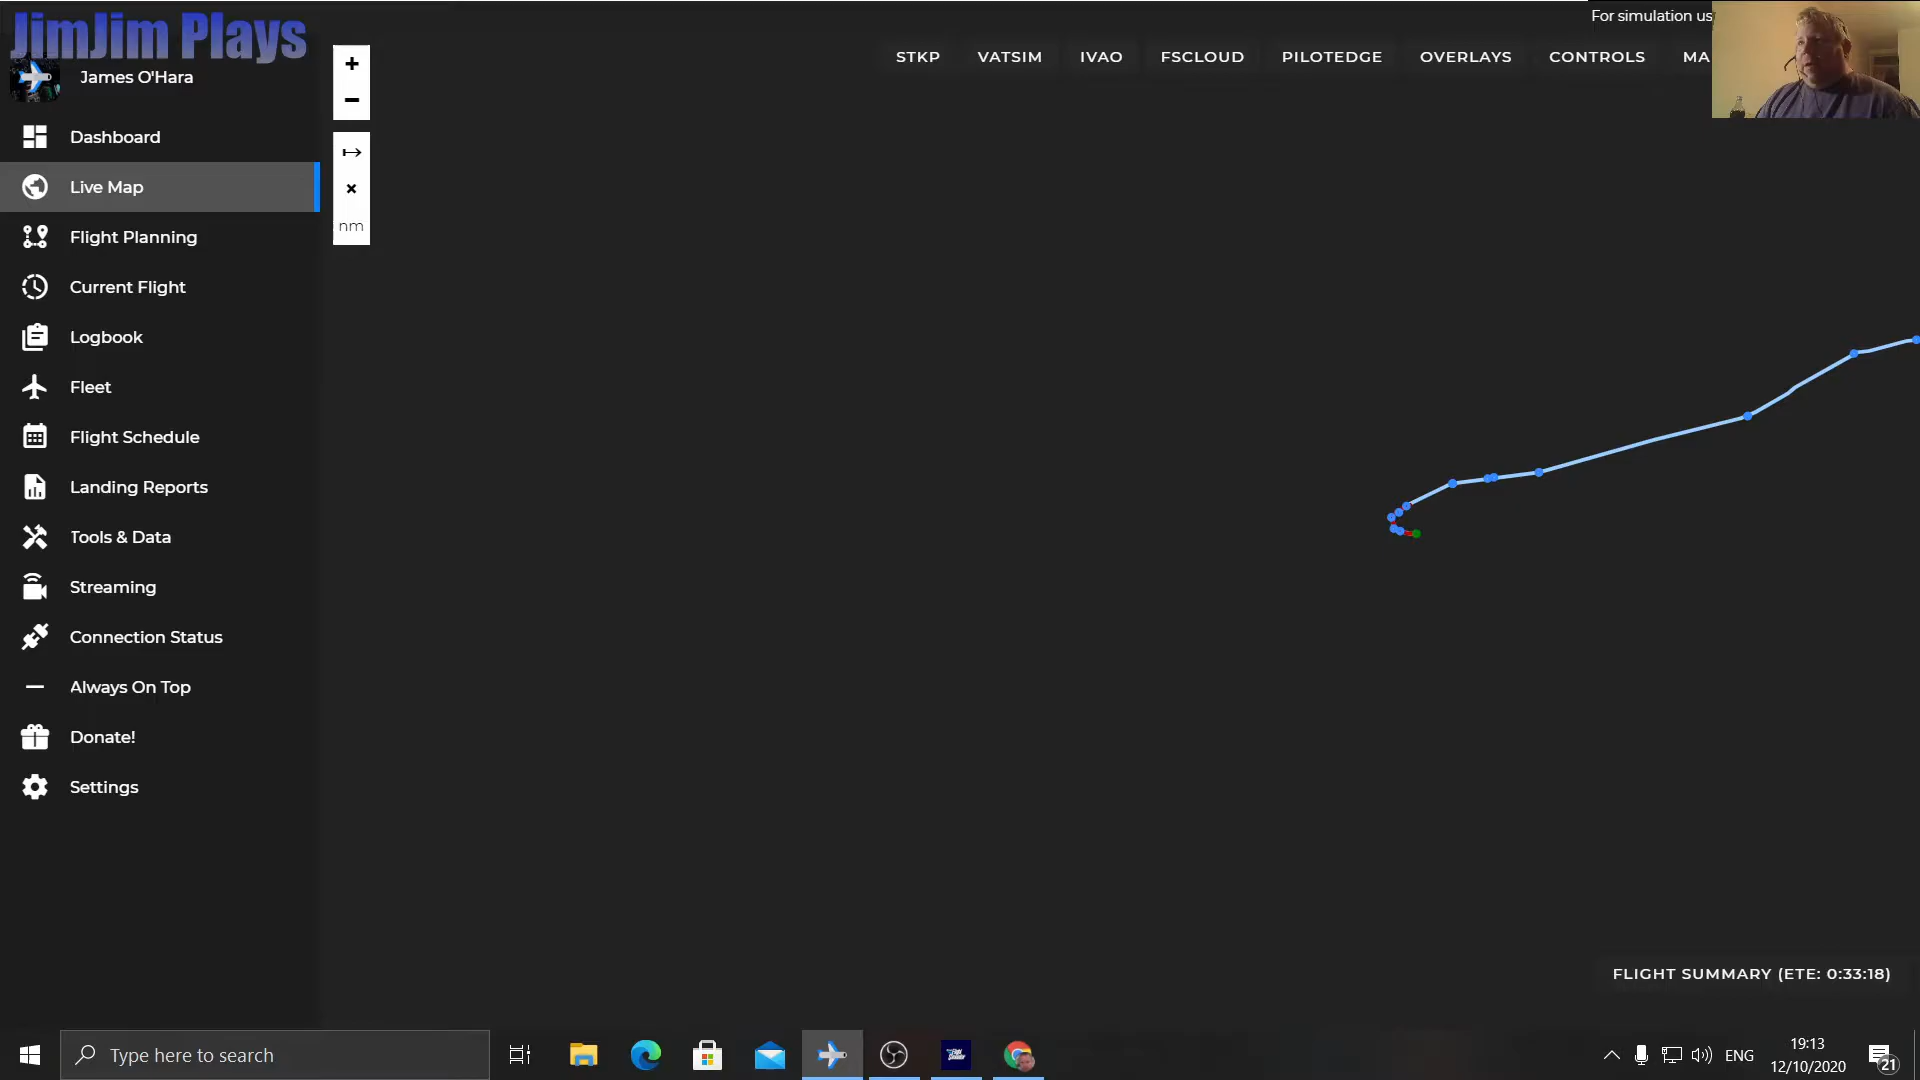 JimJim Plays
For simulation us
James O'Hara
STKP VATSIM IVAO FSCLOUD PILOTEDGE OVERLAYS CONTROLS MA
+
−
nm
Dashboard
Live Map
Flight Planning
Current Flight
Logbook
Fleet
Flight Schedule
Landing Reports
Tools & Data
Streaming
Connection Status
Always On Top
Donate!
Settings
FLIGHT SUMMARY (ETE: 0:33:18)
Type here to search
ENG
19:13
12/10/2020
21